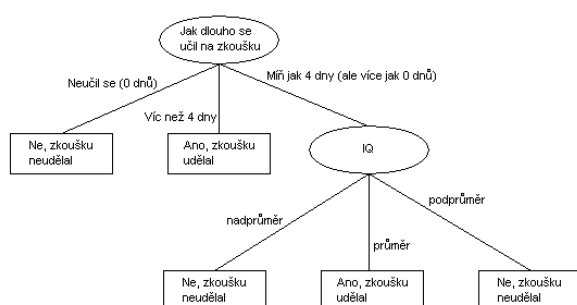 Jak dlouho se
učil na zkoušku
Neučil se (0 dnů)
Míň jak 4 dny (ale více jak 0 dnů)
Víc než 4 dny
Ne, zkoušku
neudělal
Ano, zkoušku
udělal
IQ
nadprůměr
průměr
podprůměr
Ne, zkoušku
neudělal
Ano, zkoušku
udělal
Ne, zkoušku
neudělal